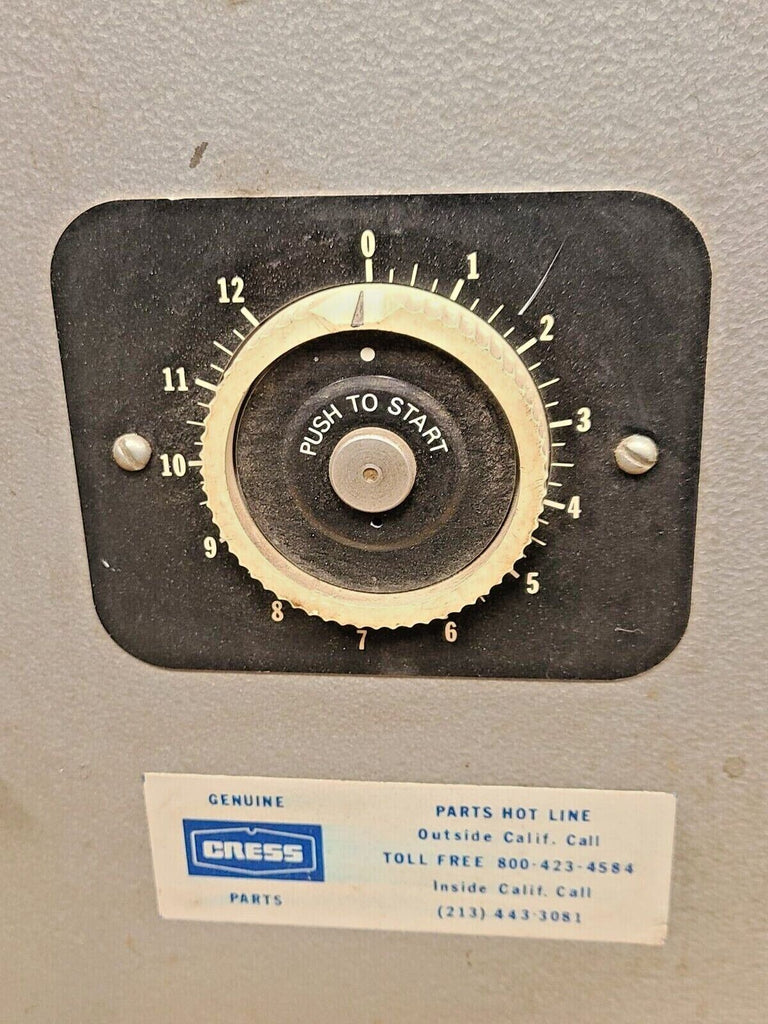 0
1
2
3
4
5
6
7
8
9
10
11
12
PUSH TO START
GENUINE
CRESS
PARTS
PARTS HOT LINE
Outside Calif. Call
TOLL FREE 800-423-4584
Inside Calif. Call
(213) 443-3081